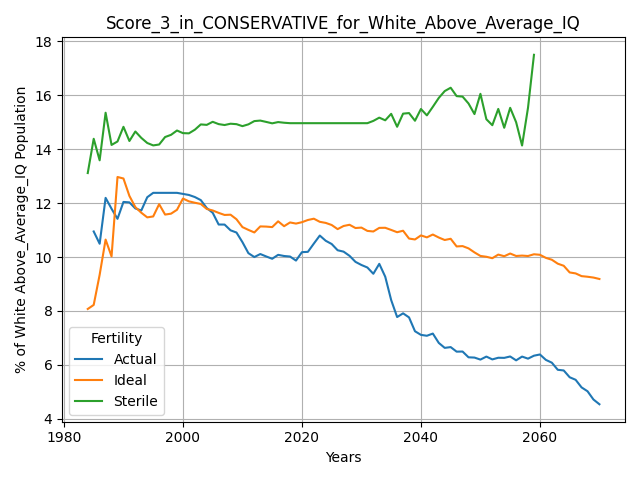 Score_3_in_CONSERVATIVE_for_White_Above_Average_IQ
% of White Above_Average_IQ Population
18
16
14
12
10
8
6
4
Fertility
Actual
Ideal
Sterile
1980 2000 2020 2040 2060
Years